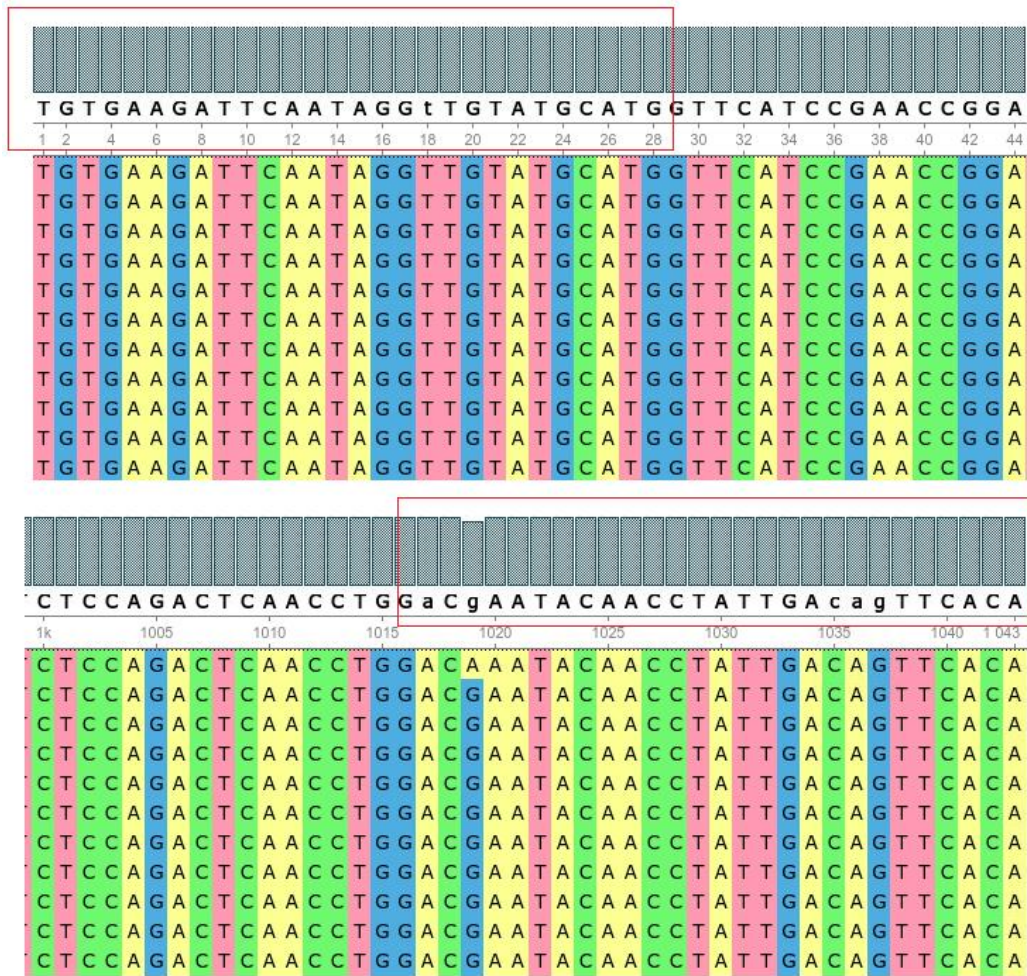 TGTGAAGATTCAATAGGtTGTATGCATGGTTCATCCGAACCGGA
1 2 4 6 8 10 12 14 16 18 20 22 24 26 28 30 32 34 36 38 40 42 44
TGTGAAGATTCAATAGGTTGTATGCATGGTTCATCCGAACCGGA
TGTGAAGATTCAATAGGTTGTATGCATGGTTCATCCGAACCGGA
TGTGAAGATTCAATAGGTTGTATGCATGGTTCATCCGAACCGGA
TGTGAAGATTCAATAGGTTGTATGCATGGTTCATCCGAACCGGA
TGTGAAGATTCAATAGGTTGTATGCATGGTTCATCCGAACCGGA
TGTGAAGATTCAATAGGTTGTATGCATGGTTCATCCGAACCGGA
TGTGAAGATTCAATAGGTTGTATGCATGGTTCATCCGAACCGGA
TGTGAAGATTCAATAGGTTGTATGCATGGTTCATCCGAACCGGA
TGTGAAGATTCAATAGGTTGTATGCATGGTTCATCCGAACCGGA
TGTGAAGATTCAATAGGTTGTATGCATGGTTCATCCGAACCGGA
TGTGAAGATTCAATAGGTTGTATGCATGGTTCATCCGAACCGGA
CTCCAGACTCAACCTGGaCgAATACAACCTATTGAcagTTCACA
1k 1005 1010 1015 1020 1025 1030 1035 1040 1 043
CTCCAGACTCAACCTGGACAAATACAACCTATTGACAGTTCACA
CTCCAGACTCAACCTGGACGAATACAACCTATTGACAGTTCACA
CTCCAGACTCAACCTGGACGAATACAACCTATTGACAGTTCACA
CTCCAGACTCAACCTGGACGAATACAACCTATTGACAGTTCACA
CTCCAGACTCAACCTGGACGAATACAACCTATTGACAGTTCACA
CTCCAGACTCAACCTGGACGAATACAACCTATTGACAGTTCACA
CTCCAGACTCAACCTGGACGAATACAACCTATTGACAGTTCACA
CTCCAGACTCAACCTGGACGAATACAACCTATTGACAGTTCACA
CTCCAGACTCAACCTGGACGAATACAACCTATTGACAGTTCACA
CTCCAGACTCAACCTGGACGAATACAACCTATTGACAGTTCACA
CTCCAGACTCAACCTGGACGAATACAACCTATTGACAGTTCACA